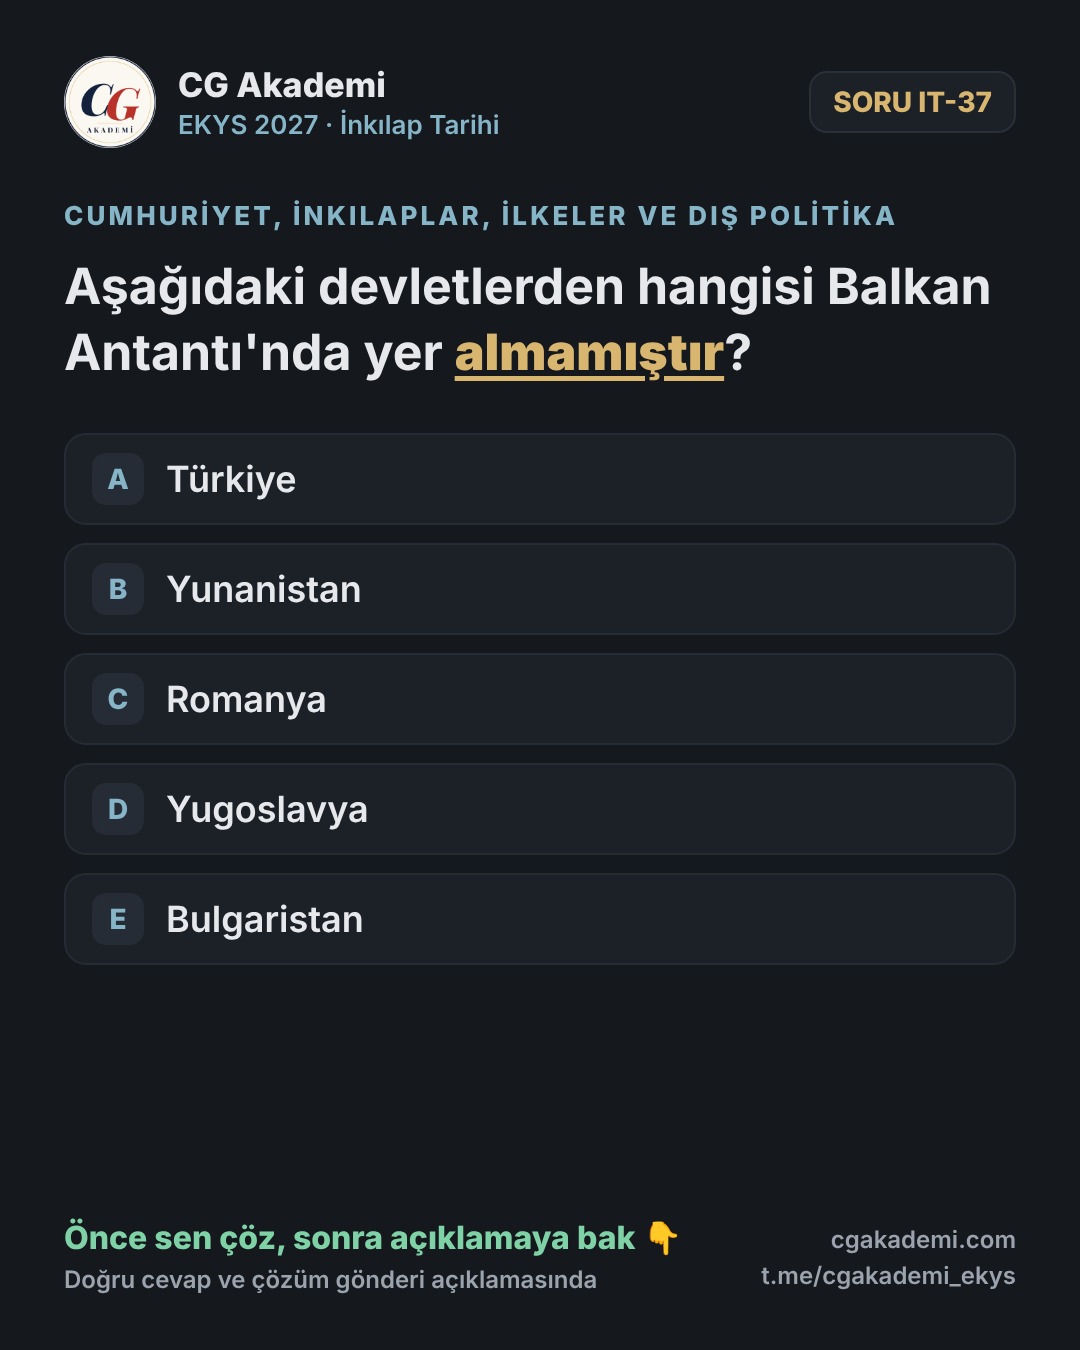 CG
AKADEMİ
CG Akademi
EKYS 2027 · İnkılap Tarihi
SORU IT-37
CUMHURİYET, İNKILAPLAR, İLKELER VE DIŞ POLİTİKA
Aşağıdaki devletlerden hangisi Balkan
Antantı'nda yer almamıştır?
A Türkiye
B Yunanistan
C Romanya
D Yugoslavya
E Bulgaristan
Önce sen çöz, sonra açıklamaya bak 👇
Doğru cevap ve çözüm gönderi açıklamasında
cgakademi.com
t.me/cgakademi_ekys